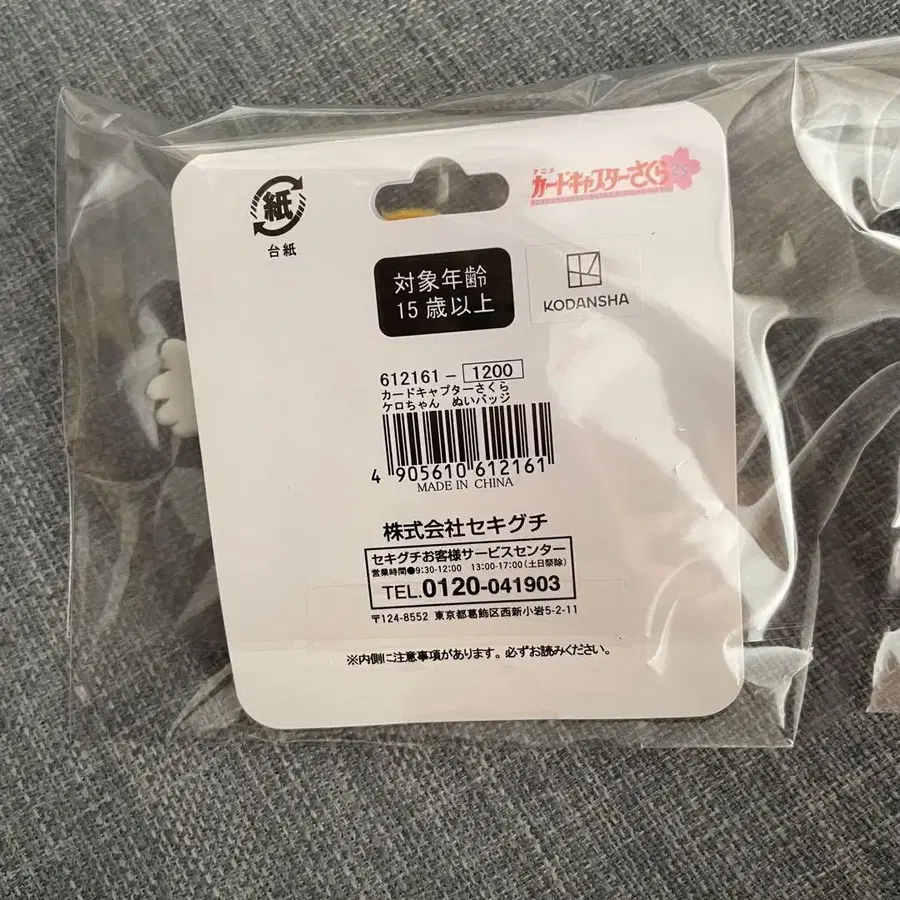 紙
台紙
アニメ
カードキャプターさくら
25
対象年齢
15歳以上
KODANSHA
612161- 1200
カードキャプターさくら
ケロちゃん ぬいバッジ
4 905610 612161
MADE IN CHINA
株式会社セキグチ
セキグチお客様サービスセンター
営業時間●9:30-12:00 13:00-17:00(土日祭除)
TEL.0120-041903
〒124-8552 東京都葛飾区西新小岩5-2-11
※内側に注意事項があります。必ずお読みください。